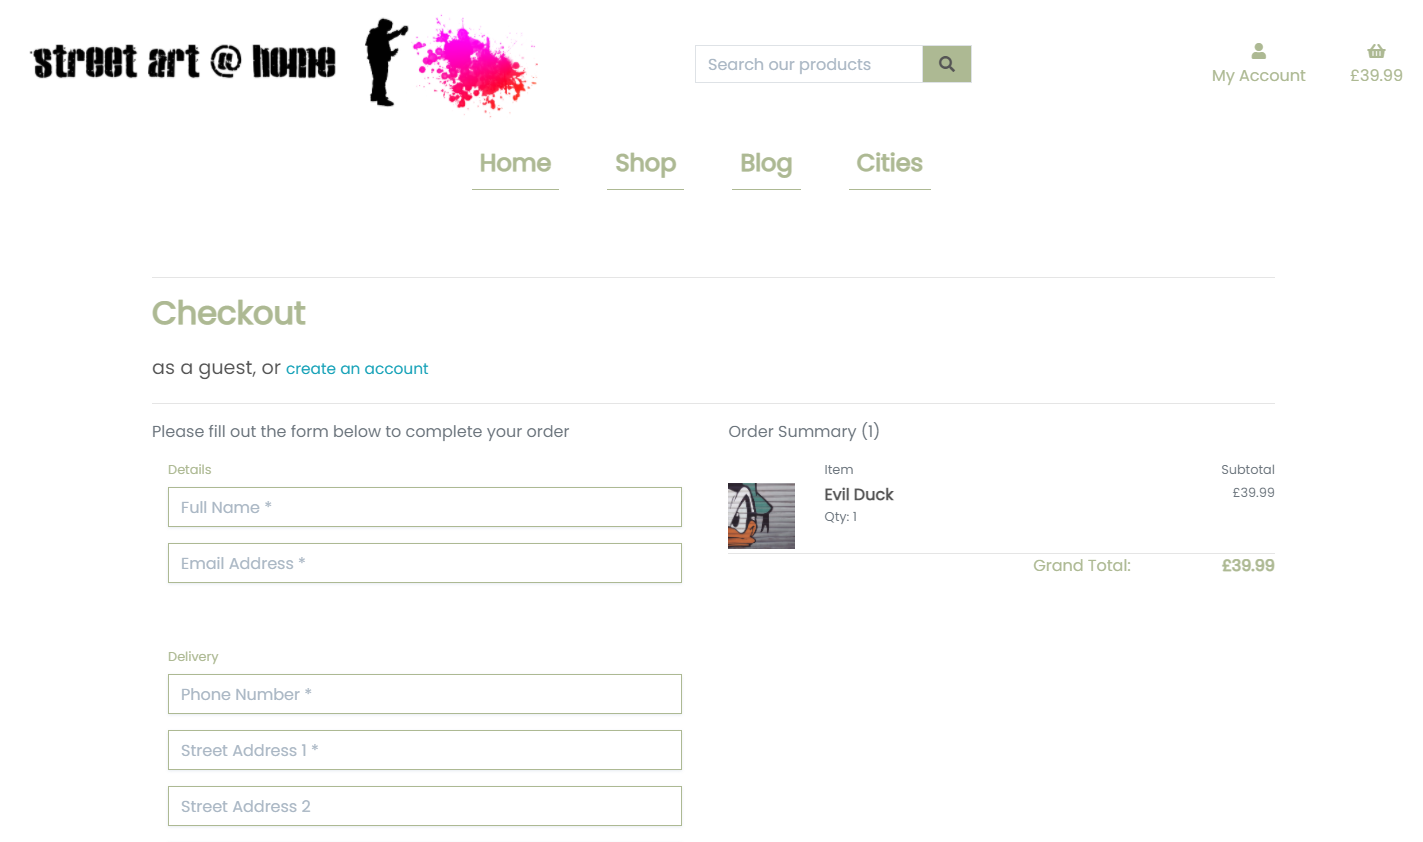 street art @ home
Search our products
My Account
£39.99
Home
Shop
Blog
Cities
Checkout
as a guest, or create an account
Please fill out the form below to complete your order
Details
Full Name *
Email Address *
Delivery
Phone Number *
Street Address 1 *
Street Address 2
Order Summary (1)
Item
Subtotal
Evil Duck
£39.99
Qty: 1
Grand Total:
£39.99